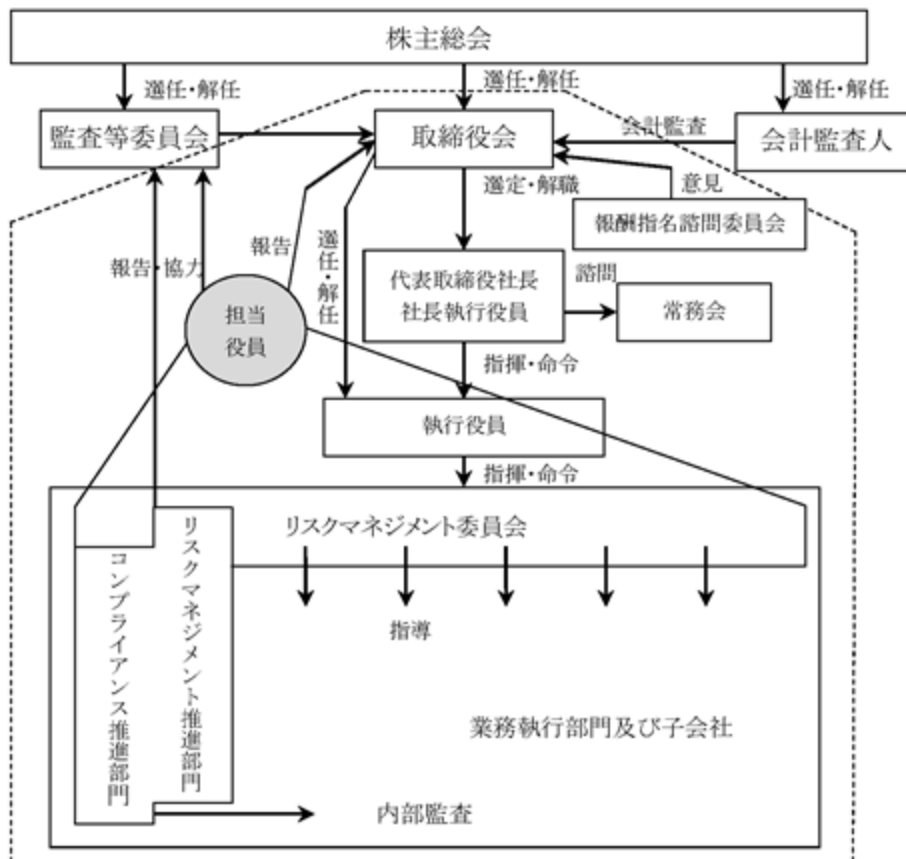 株主総会
選任・解任
選任・解任
選任・解任
監査等委員会
取締役会
会計監査
会計監査人
選定・解職
意見
報酬指名諮問委員会
報告・協力
報告
選任・解任
代表取締役社長
社長執行役員
諮問
常務会
担当
役員
指揮・命令
執行役員
指揮・命令
リスクマネジメント委員会
コンプライアンス推進部門
リスクマネジメント推進部門
指導
業務執行部門及び子会社
内部監査